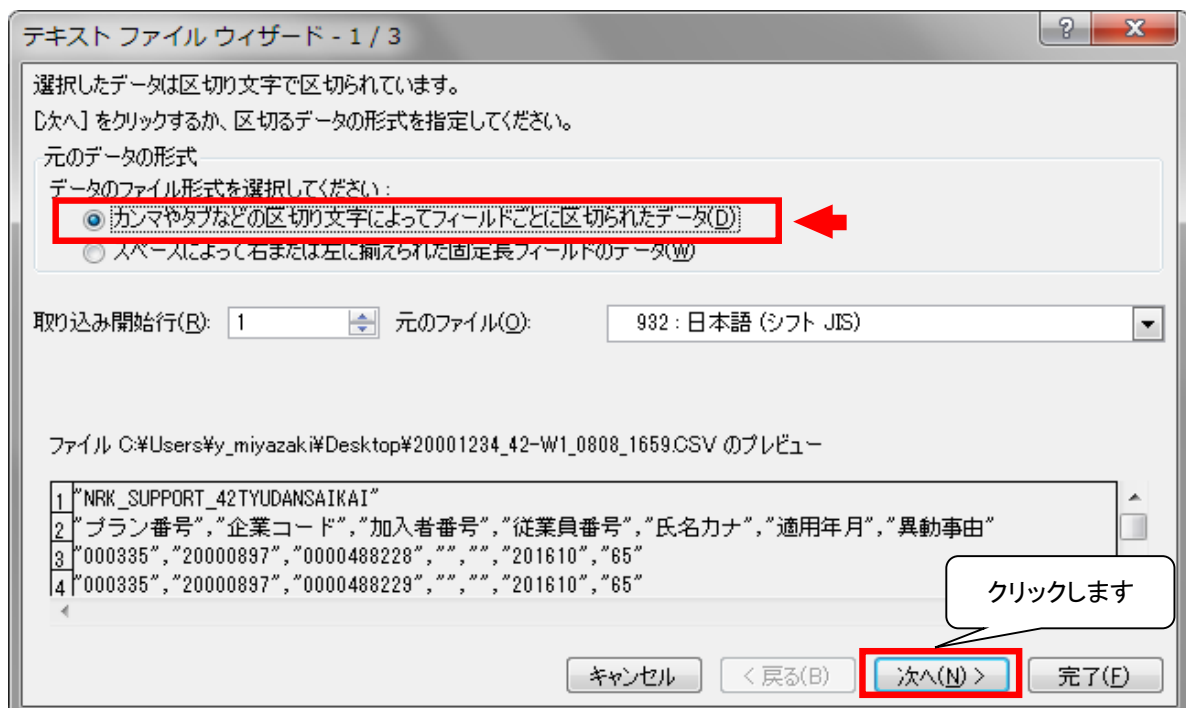 テキスト ファイル ウィザード - 1 / 3
選択したデータは区切り文字で区切られています。
[次へ] をクリックするか、区切るデータの形式を指定してください。
元のデータの形式
データのファイル形式を選択してください:
カンマやタブなどの区切り文字によってフィールドごとに区切られたデータ(D)
スペースによって右または左に揃えられた固定長フィールドのデータ(W)
取り込み開始行(R): 1 元のファイル(O): 932 : 日本語 (シフト JIS)
ファイル C:¥Users¥y_miyazaki¥Desktop¥20001234_42-W1_0808_1659.CSV のプレビュー
1 "NRK_SUPPORT_42TYUDANSAIKAI"
2 "プラン番号","企業コード","加入者番号","従業員番号","氏名カナ","適用年月","異動事由"
3 "000335","20000897","0000488228","","","201610","65"
4 "000335","20000897","0000488229","","","201610","65"
クリックします
キャンセル < 戻る(B) 次へ(N) > 完了(F)